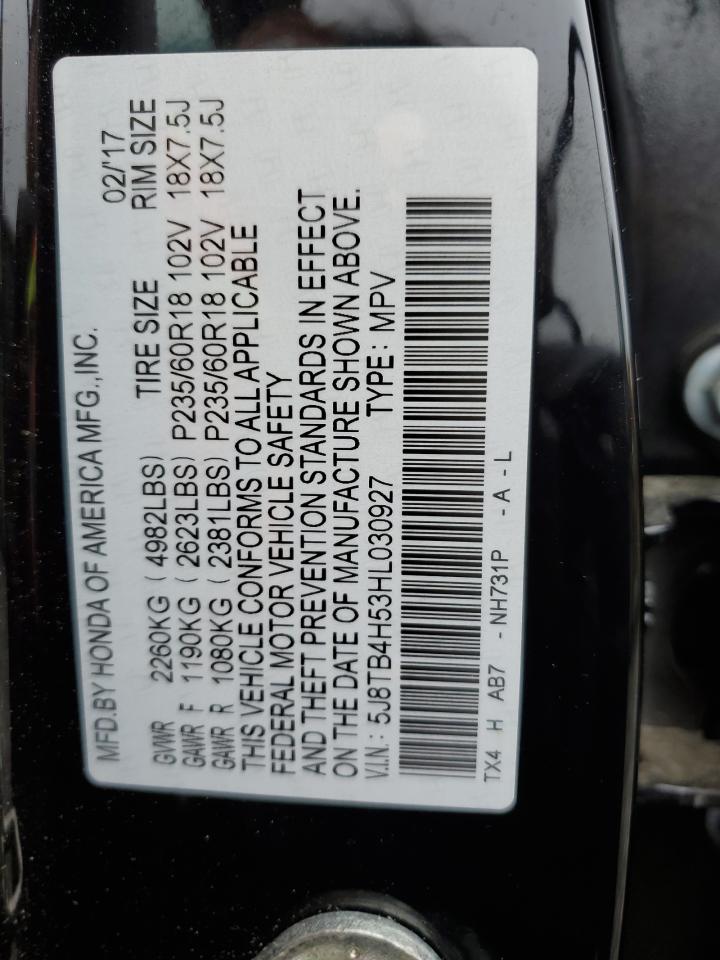 MFD.BY HONDA OF AMERICA MFG.,INC. 02/'17
GVWR 2260KG ( 4982LBS) TIRE SIZE RIM SIZE
GAWR F 1190KG ( 2623LBS) P235/60R18 102V 18X7.5J
GAWR R 1080KG ( 2381LBS) P235/60R18 102V 18X7.5J
THIS VEHICLE CONFORMS TO ALL APPLICABLE
FEDERAL MOTOR VEHICLE SAFETY
AND THEFT PREVENTION STANDARDS IN EFFECT
ON THE DATE OF MANUFACTURE SHOWN ABOVE.
V.I.N.: 5J8TB4H53HL030927 TYPE: MPV
TX4 H AB7 - NH731P - A - L